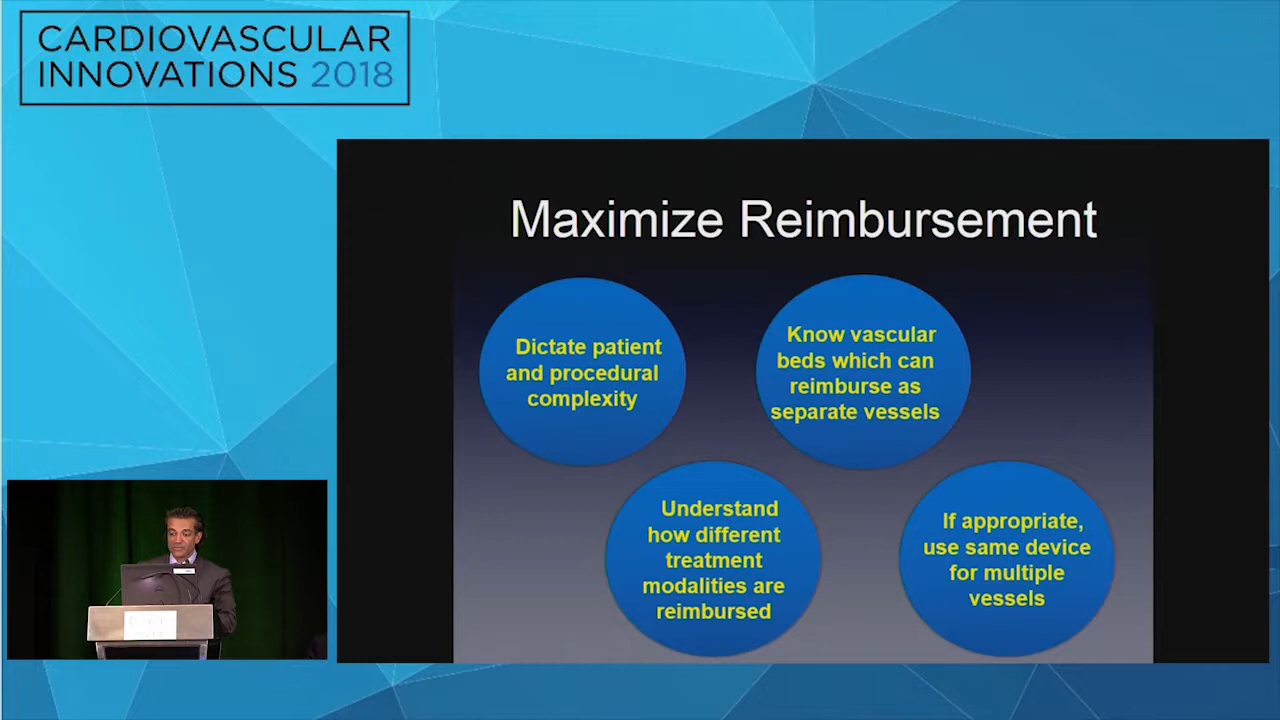 CARDIOVASCULAR
INNOVATIONS 2018
Maximize Reimbursement
Dictate patient
and procedural
complexity
Know vascular
beds which can
reimburse as
separate vessels
Understand
how different
treatment
modalities are
reimbursed
If appropriate,
use same device
for multiple
vessels